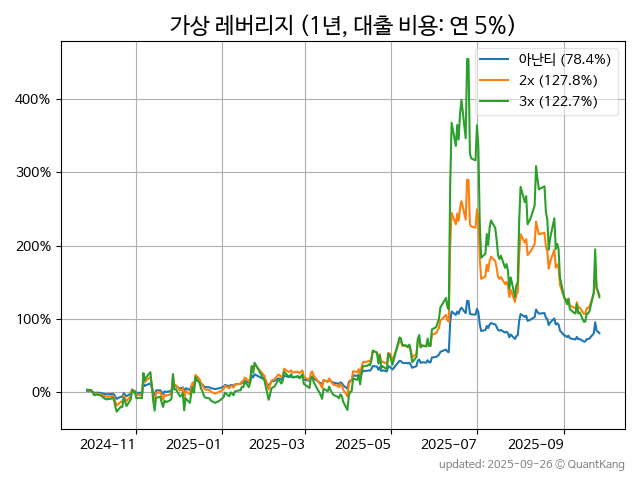 가상 레버리지 (1년, 대출 비용: 연 5%)
아난티 (78.4%)
2x (127.8%)
3x (122.7%)
400%
300%
200%
100%
0%
2024-11 2025-01 2025-03 2025-05 2025-07 2025-09
updated: 2025-09-26 © QuantKang